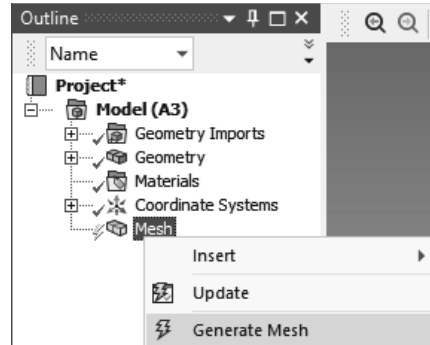 Outline
Name
Project*
Model (A3)
Geometry Imports
Geometry
Materials
Coordinate Systems
Mesh
Insert
Update
Generate Mesh